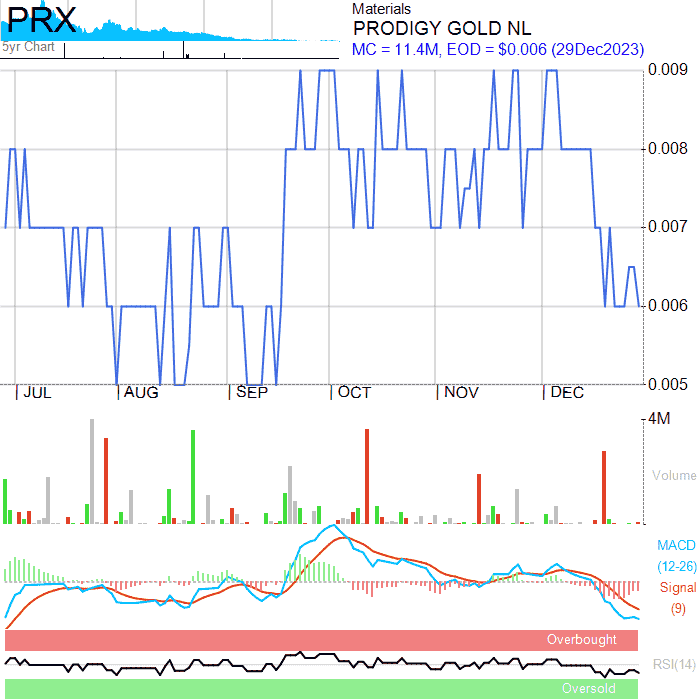 PRX
5yr Chart
Materials
PRODIGY GOLD NL
MC = 11.4M, EOD = $0.006 (29Dec2023)
0.009
0.008
0.007
0.006
0.005
JUL AUG SEP OCT NOV DEC
4M
Volume
MACD
(12-26)
Signal
(9)
Overbought
RSI(14)
Oversold